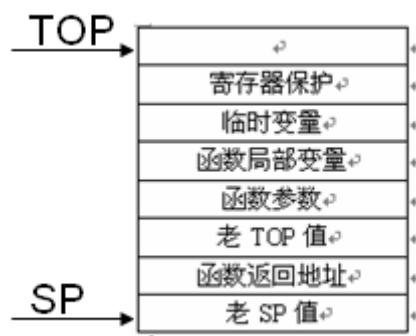 TOP
寄存器保护
临时变量
函数局部变量
函数参数
老 TOP 值
函数返回地址
SP
老 SP 值